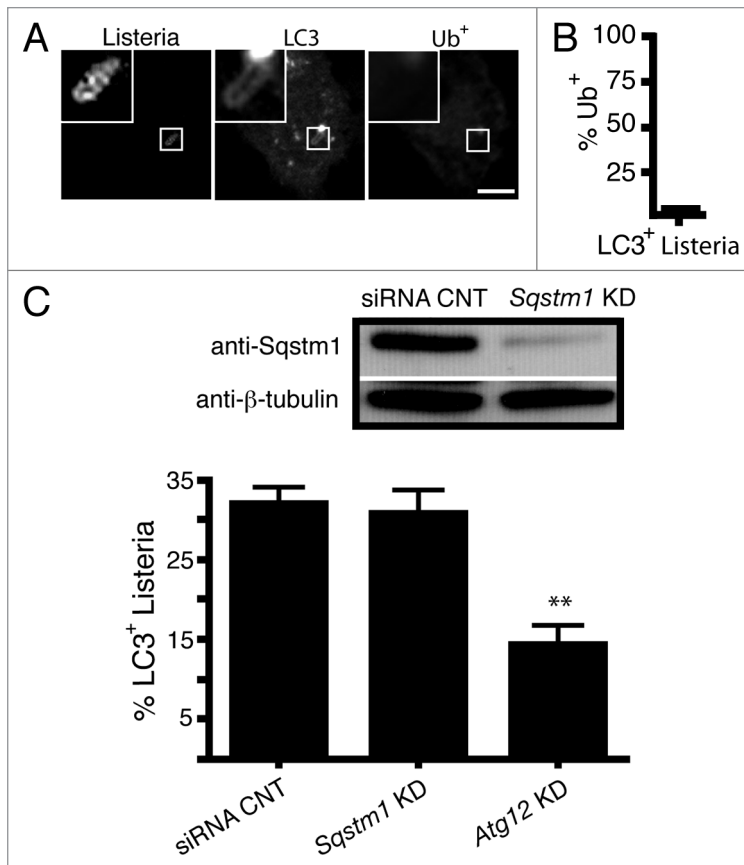 A
Listeria
LC3
Ub+
B
% Ub+
100
75
50
25
LC3+ Listeria
C
siRNA CNT Sqstm1 KD
anti-Sqstm1
anti-β-tubulin
% LC3+ Listeria
35
25
15
5
**
siRNA CNT
Sqstm1 KD
Atg12 KD